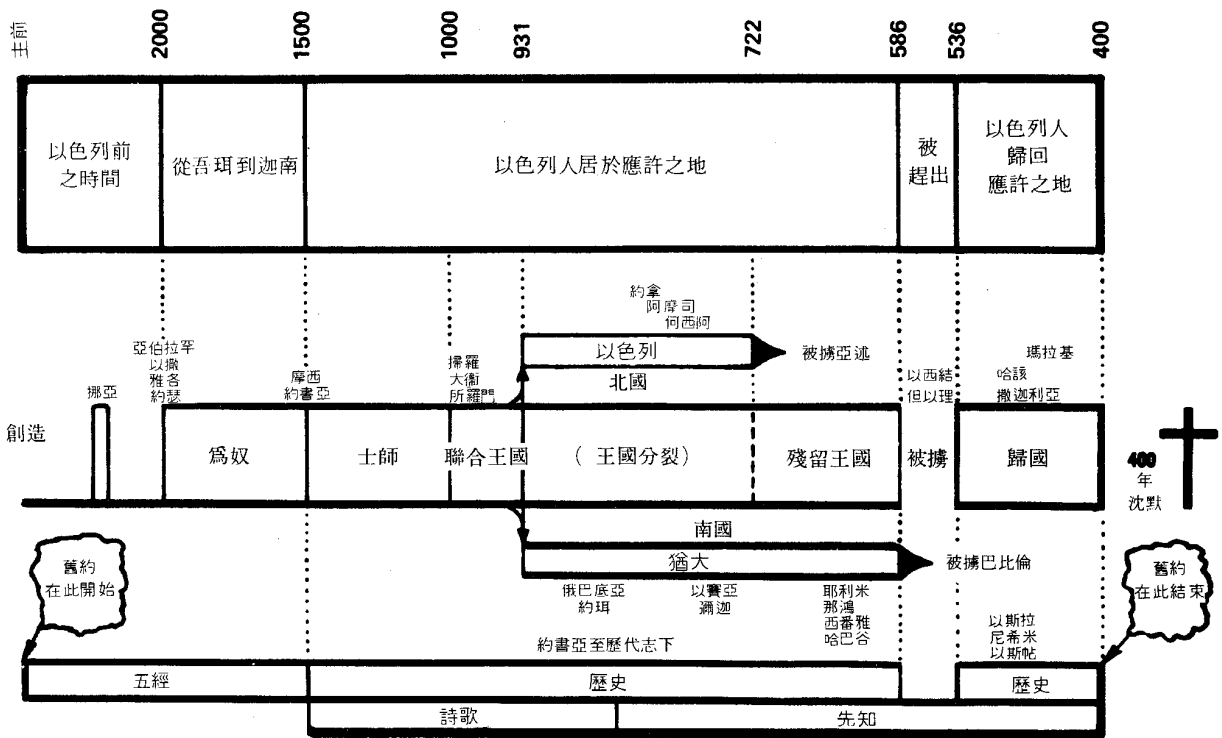 主前
2000
1500
1000
931
722
586
536
400
以色列前
之時間
從吾珥到迦南
以色列人居於應許之地
被
趕出
以色列人
歸回
應許之地
約拿
阿摩司
何西阿
以色列
被擄亞述
北國
亞伯拉罕
以撒
雅各
約瑟
挪亞
摩西
約書亞
掃羅
大衞
所羅門
以西結
但以理
瑪拉基
哈該
撒迦利亞
創造
爲奴
士師
聯合王國
(王國分裂)
殘留王國
被擄
歸國
400
年
沈默
南國
猶大
被擄巴比倫
俄巴底亞
約珥
以賽亞
彌迦
耶利米
那鴻
西番雅
哈巴谷
以斯拉
尼希米
以斯帖
舊約
在此開始
舊約
在此結束
約書亞至歷代志下
五經
歷史
歷史
詩歌
先知